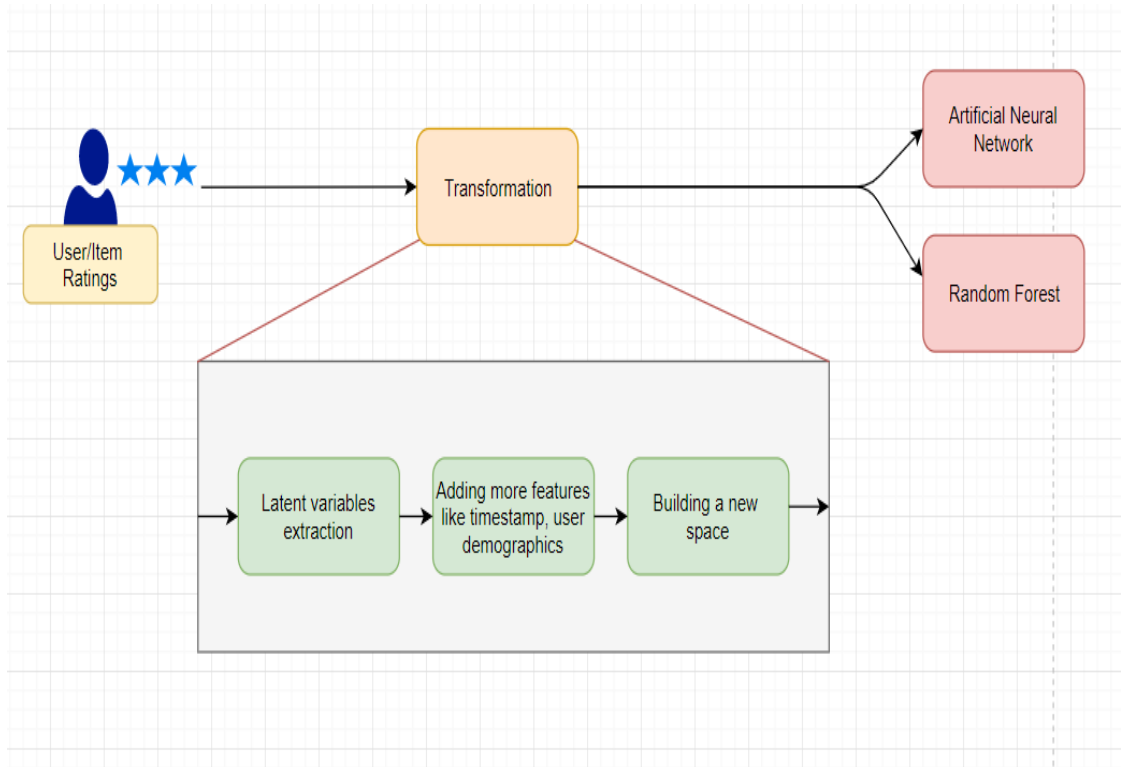 User/Item
Ratings
Transformation
Artificial Neural
Network
Random Forest
Latent variables
extraction
Adding more features
like timestamp, user
demographics
Building a new
space